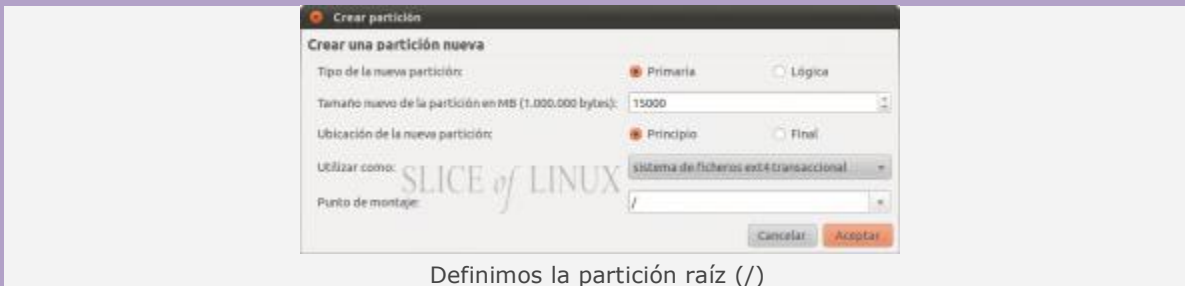 Crear partición
Crear una partición nueva
Tipo de la nueva partición: Primaria Lógica
Tamaño nuevo de la partición en MB (1.000.000 bytes): 15000
Ubicación de la nueva partición: Principio Final
Utilizar como: sistema de ficheros ext4 transaccional
SLICE of LINUX
Punto de montaje: /
Cancelar Aceptar
Definimos la partición raíz (/)